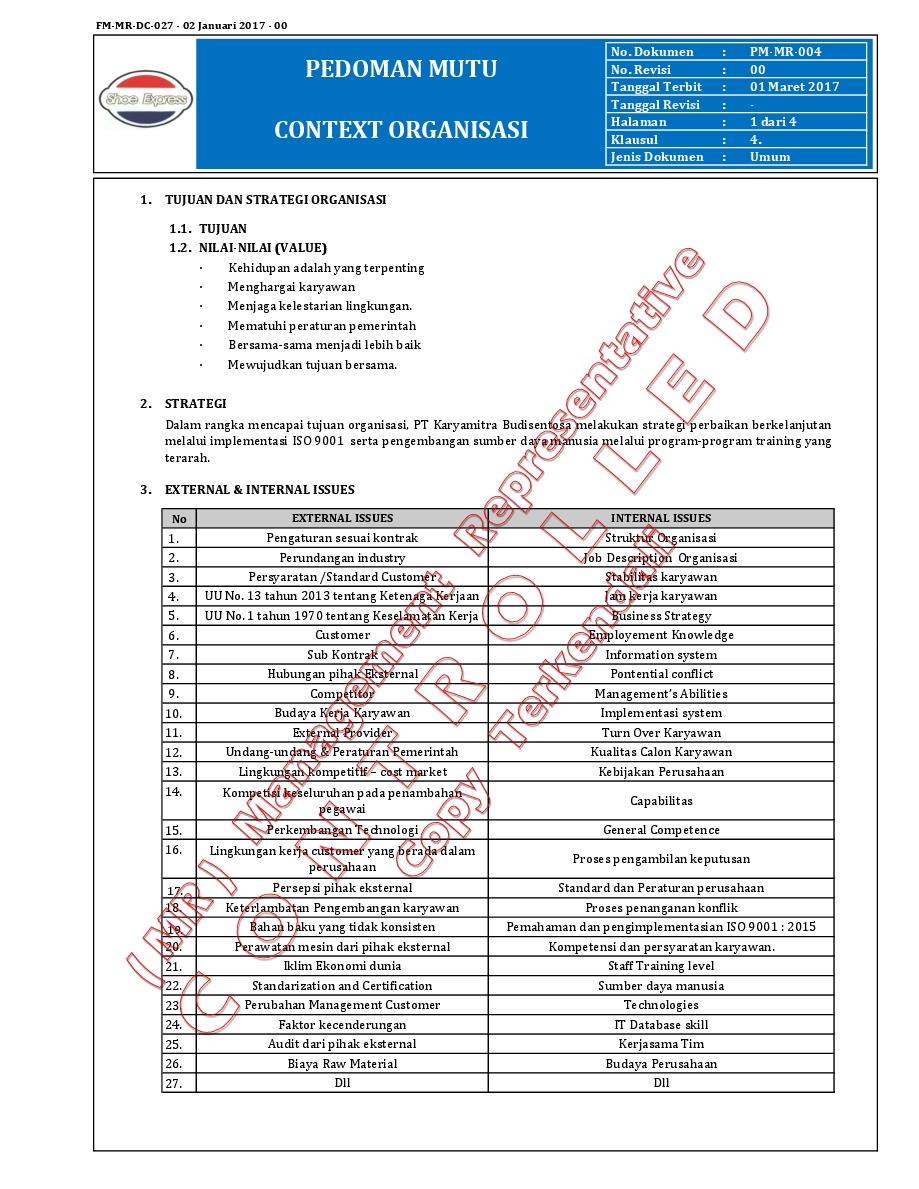 FM-MR-DC-027 - 02 Januari 2017 - 00
Shoe Express
PEDOMAN MUTU
CONTEXT ORGANISASI
No. Dokumen : PM-MR-004
No. Revisi : 00
Tanggal Terbit : 01 Maret 2017
Tanggal Revisi : -
Halaman : 1 dari 4
Klausul : 4.
Jenis Dokumen : Umum
1. TUJUAN DAN STRATEGI ORGANISASI
1.1. TUJUAN
1.2. NILAI-NILAI (VALUE)
· Kehidupan adalah yang terpenting
· Menghargai karyawan
· Menjaga kelestarian lingkungan.
· Mematuhi peraturan pemerintah
· Bersama-sama menjadi lebih baik
· Mewujudkan tujuan bersama.
2. STRATEGI
Dalam rangka mencapai tujuan organisasi, PT Karyamitra Budisentosa melakukan strategi perbaikan berkelanjutan
melalui implementasi ISO 9001 serta pengembangan sumber daya manusia melalui program-program training yang
terarah.
3. EXTERNAL & INTERNAL ISSUES
No EXTERNAL ISSUES INTERNAL ISSUES
1. Pengaturan sesuai kontrak Struktur Organisasi
2. Perundangan industry Job Description Organisasi
3. Persyaratan /Standard Customer Stabilitas karyawan
4. UU No. 13 tahun 2013 tentang Ketenaga Kerjaan Jam kerja karyawan
5. UU No. 1 tahun 1970 tentang Keselamatan Kerja Business Strategy
6. Customer Employement Knowledge
7. Sub Kontrak Information system
8. Hubungan pihak Eksternal Pontential conflict
9. Competitor Management's Abilities
10. Budaya Kerja Karyawan Implementasi system
11. External Provider Turn Over Karyawan
12. Undang-undang & Peraturan Pemerintah Kualitas Calon Karyawan
13. Lingkungan kompetitif – cost market Kebijakan Perusahaan
14. Kompetisi keseluruhan pada penambahan
pegawai Capabilitas
15. Perkembangan Technologi General Competence
16. Lingkungan kerja customer yang berada dalam
perusahaan Proses pengambilan keputusan
17. Persepsi pihak eksternal Standard dan Peraturan perusahaan
18. Keterlambatan Pengembangan karyawan Proses penanganan konflik
19. Bahan baku yang tidak konsisten Pemahaman dan pengimplementasian ISO 9001 : 2015
20. Perawatan mesin dari pihak eksternal Kompetensi dan persyaratan karyawan.
21. Iklim Ekonomi dunia Staff Training level
22. Standarization and Certification Sumber daya manusia
23 Perubahan Management Customer Technologies
24. Faktor kecenderungan IT Database skill
25. Audit dari pihak eksternal Kerjasama Tim
26. Biaya Raw Material Budaya Perusahaan
27. Dll Dll
(MR) Management Representative
CONTROLLED
Copy Terkendali